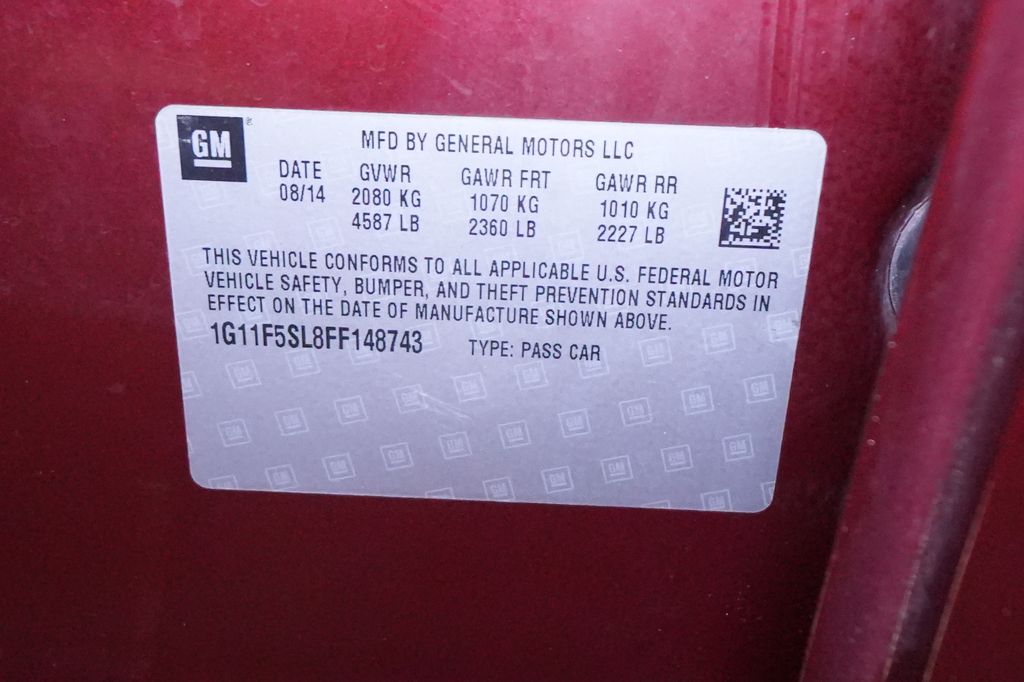 GM
MFD BY GENERAL MOTORS LLC
DATE GVWR GAWR FRT GAWR RR
08/14 2080 KG 1070 KG 1010 KG
4587 LB 2360 LB 2227 LB
THIS VEHICLE CONFORMS TO ALL APPLICABLE U.S. FEDERAL MOTOR
VEHICLE SAFETY, BUMPER, AND THEFT PREVENTION STANDARDS IN
EFFECT ON THE DATE OF MANUFACTURE SHOWN ABOVE.
1G11F5SL8FF148743 TYPE: PASS CAR